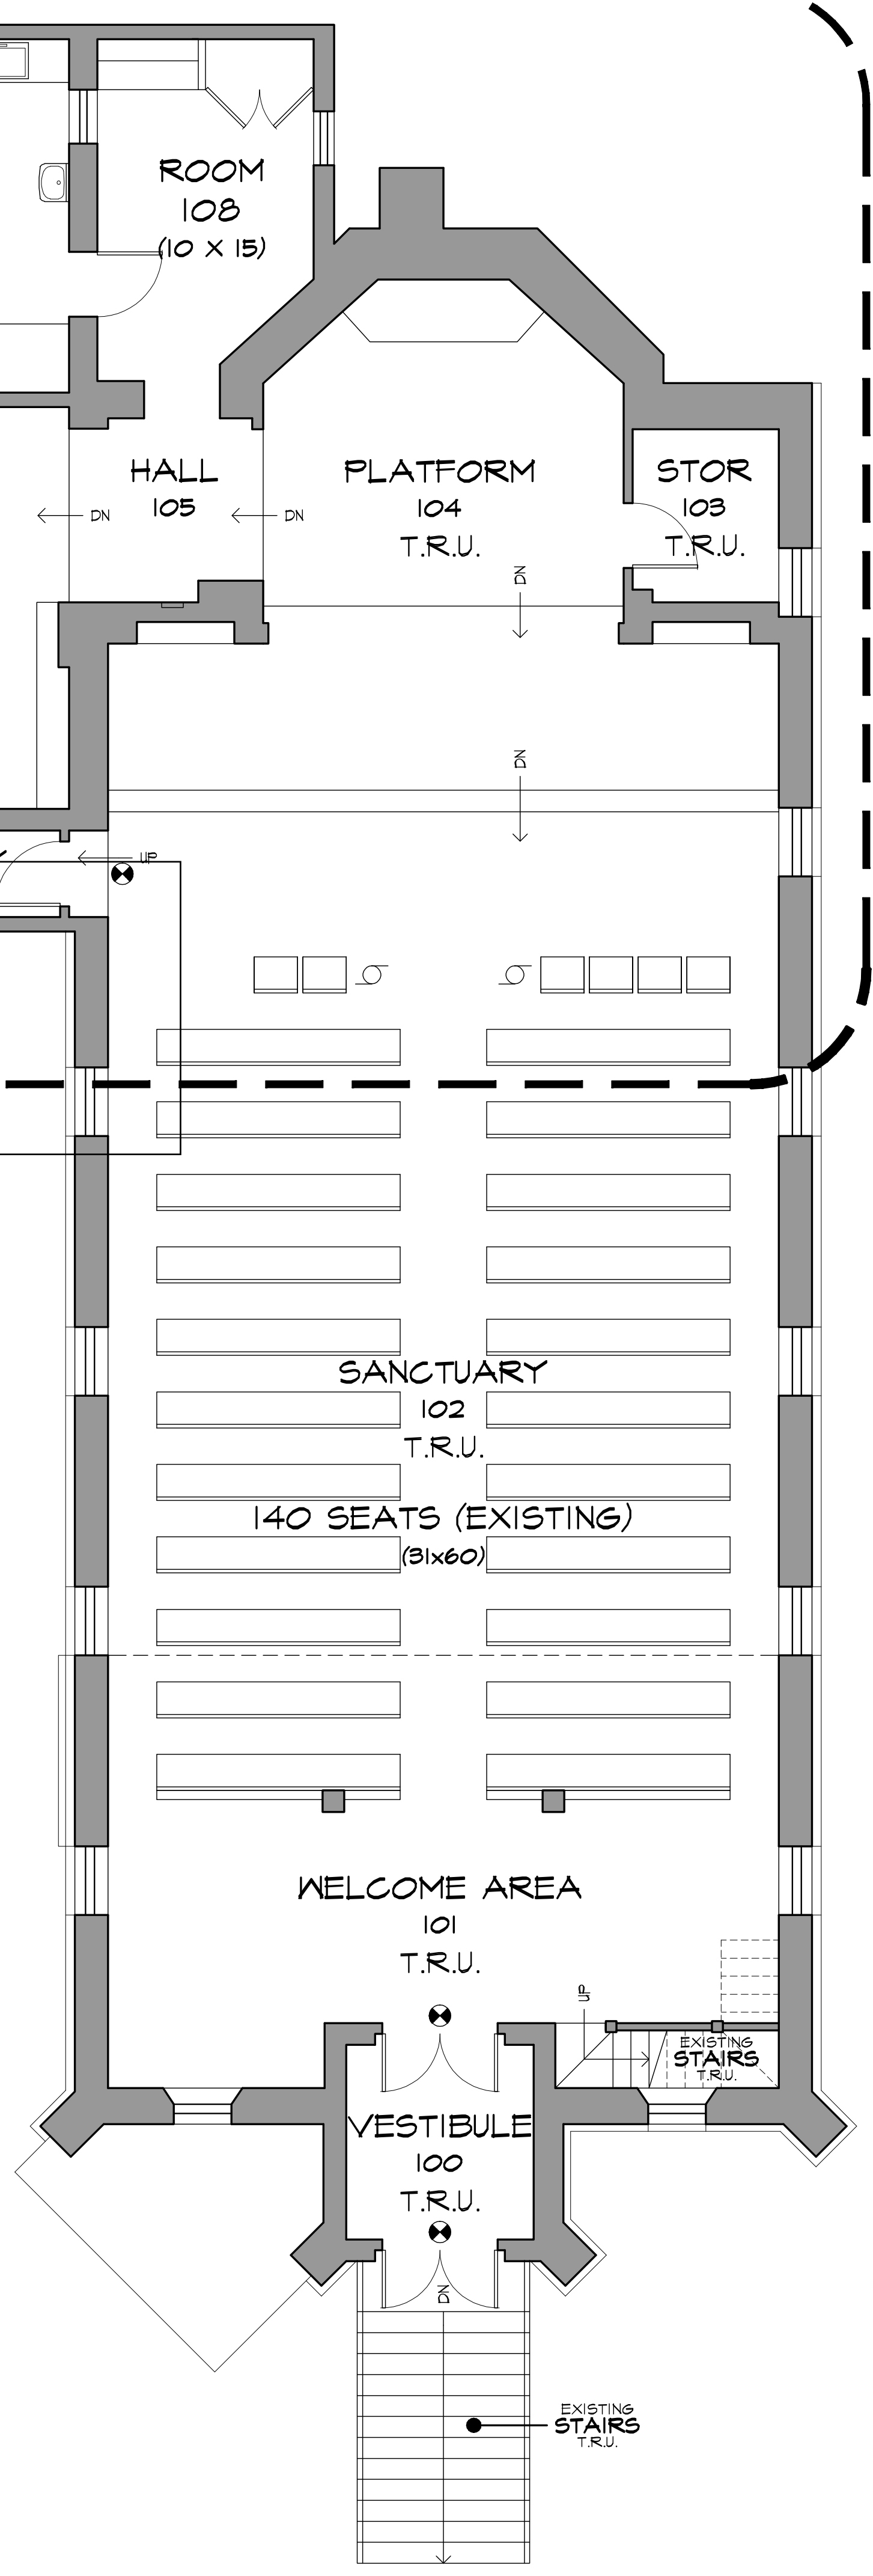 ROOM
108
(10 X 15)
HALL
105
DN
DN
PLATFORM
104
T.R.U.
STOR
103
T.R.U.
DN
DN
UP
SANCTUARY
102
T.R.U.
140 SEATS (EXISTING)
(31x60)
WELCOME AREA
101
T.R.U.
UP
EXISTING
STAIRS
T.R.U.
VESTIBULE
100
T.R.U.
DN
EXISTING
STAIRS
T.R.U.